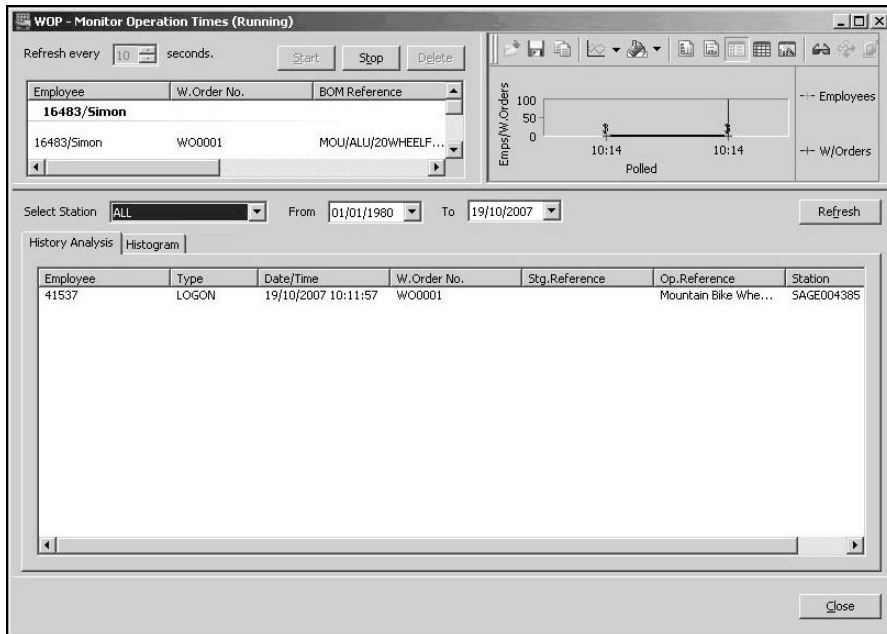 WOP - Monitor Operation Times (Running)
Refresh every 10 seconds. Start Stop Delete
Employee W.Order No. BOM Reference
16483/Simon
16483/Simon WO0001 MOU/ALU/20WHEELF...
Emps/W.Orders
100
50
0
3 3
10:14 10:14
Polled
Employees
W/Orders
Select Station ALL From 01/01/1980 To 19/10/2007 Refresh
History Analysis Histogram
Employee Type Date/Time W.Order No. Stg.Reference Op.Reference Station
41537 LOGON 19/10/2007 10:11:57 WO0001 Mountain Bike Whe... SAGE004385
Close